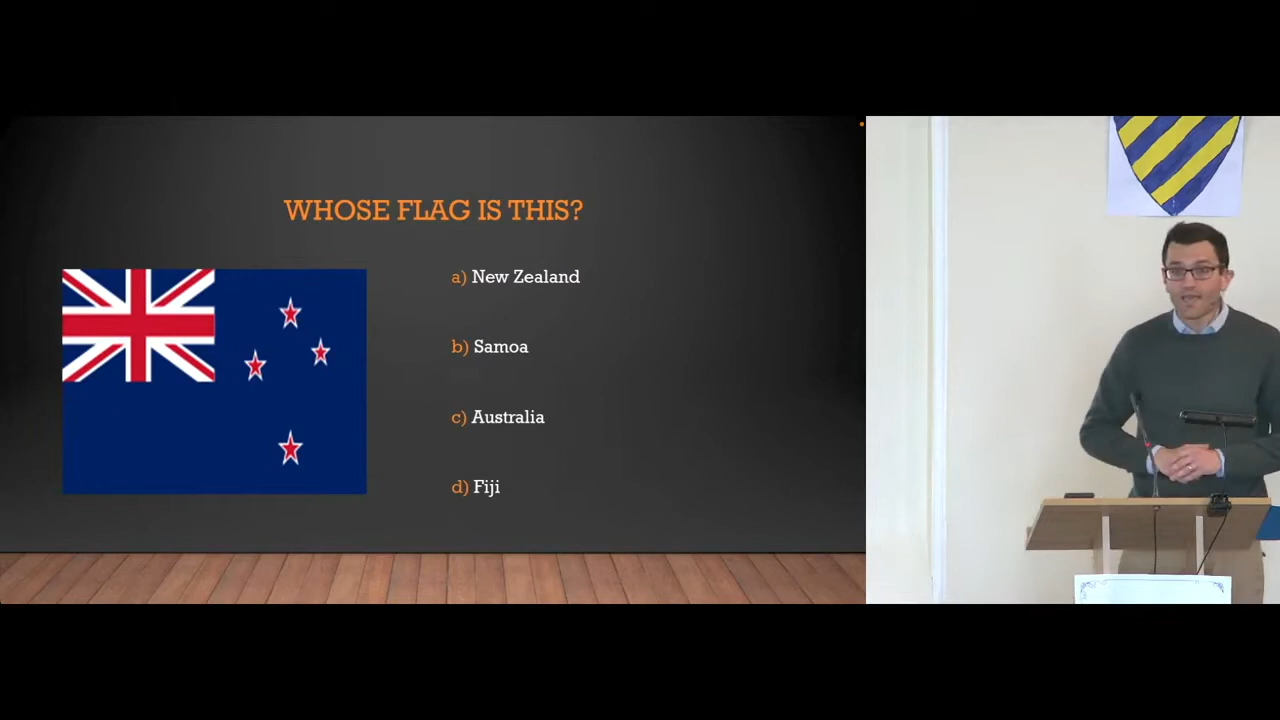 WHOSE FLAG IS THIS?
a) New Zealand
b) Samoa
c) Australia
d) Fiji